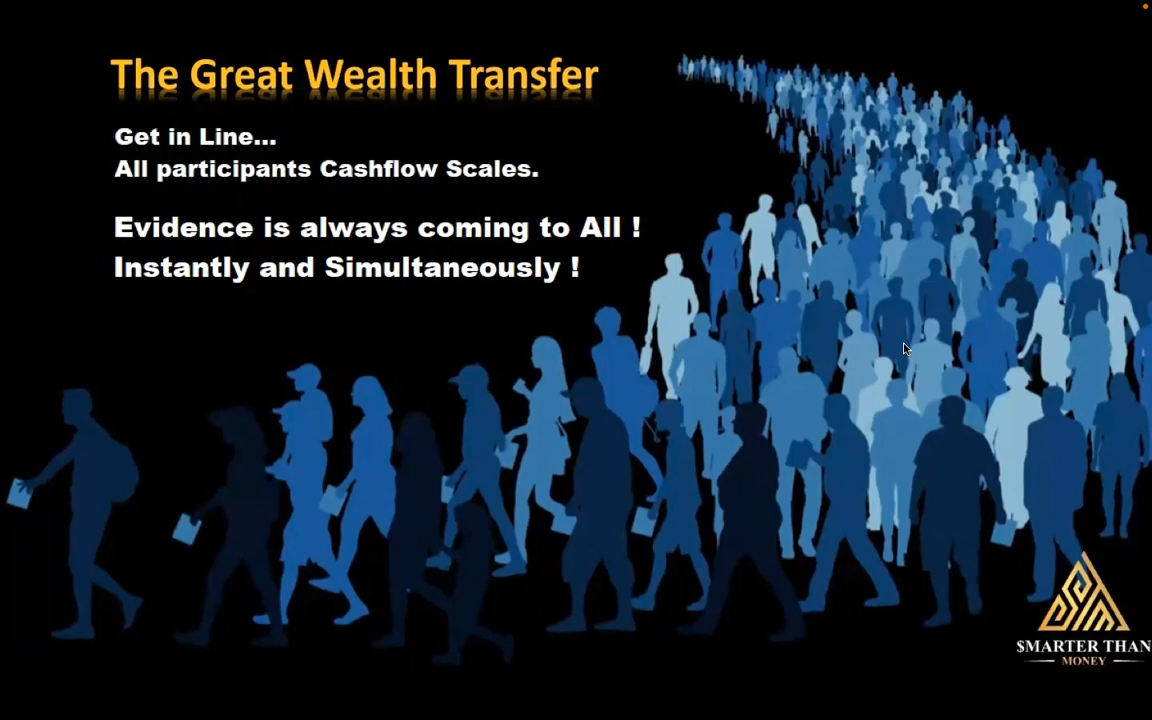 The Great Wealth Transfer
Get in Line...
All participants Cashflow Scales.
Evidence is always coming to All !
Instantly and Simultaneously !
$MARTER THAN
MONEY